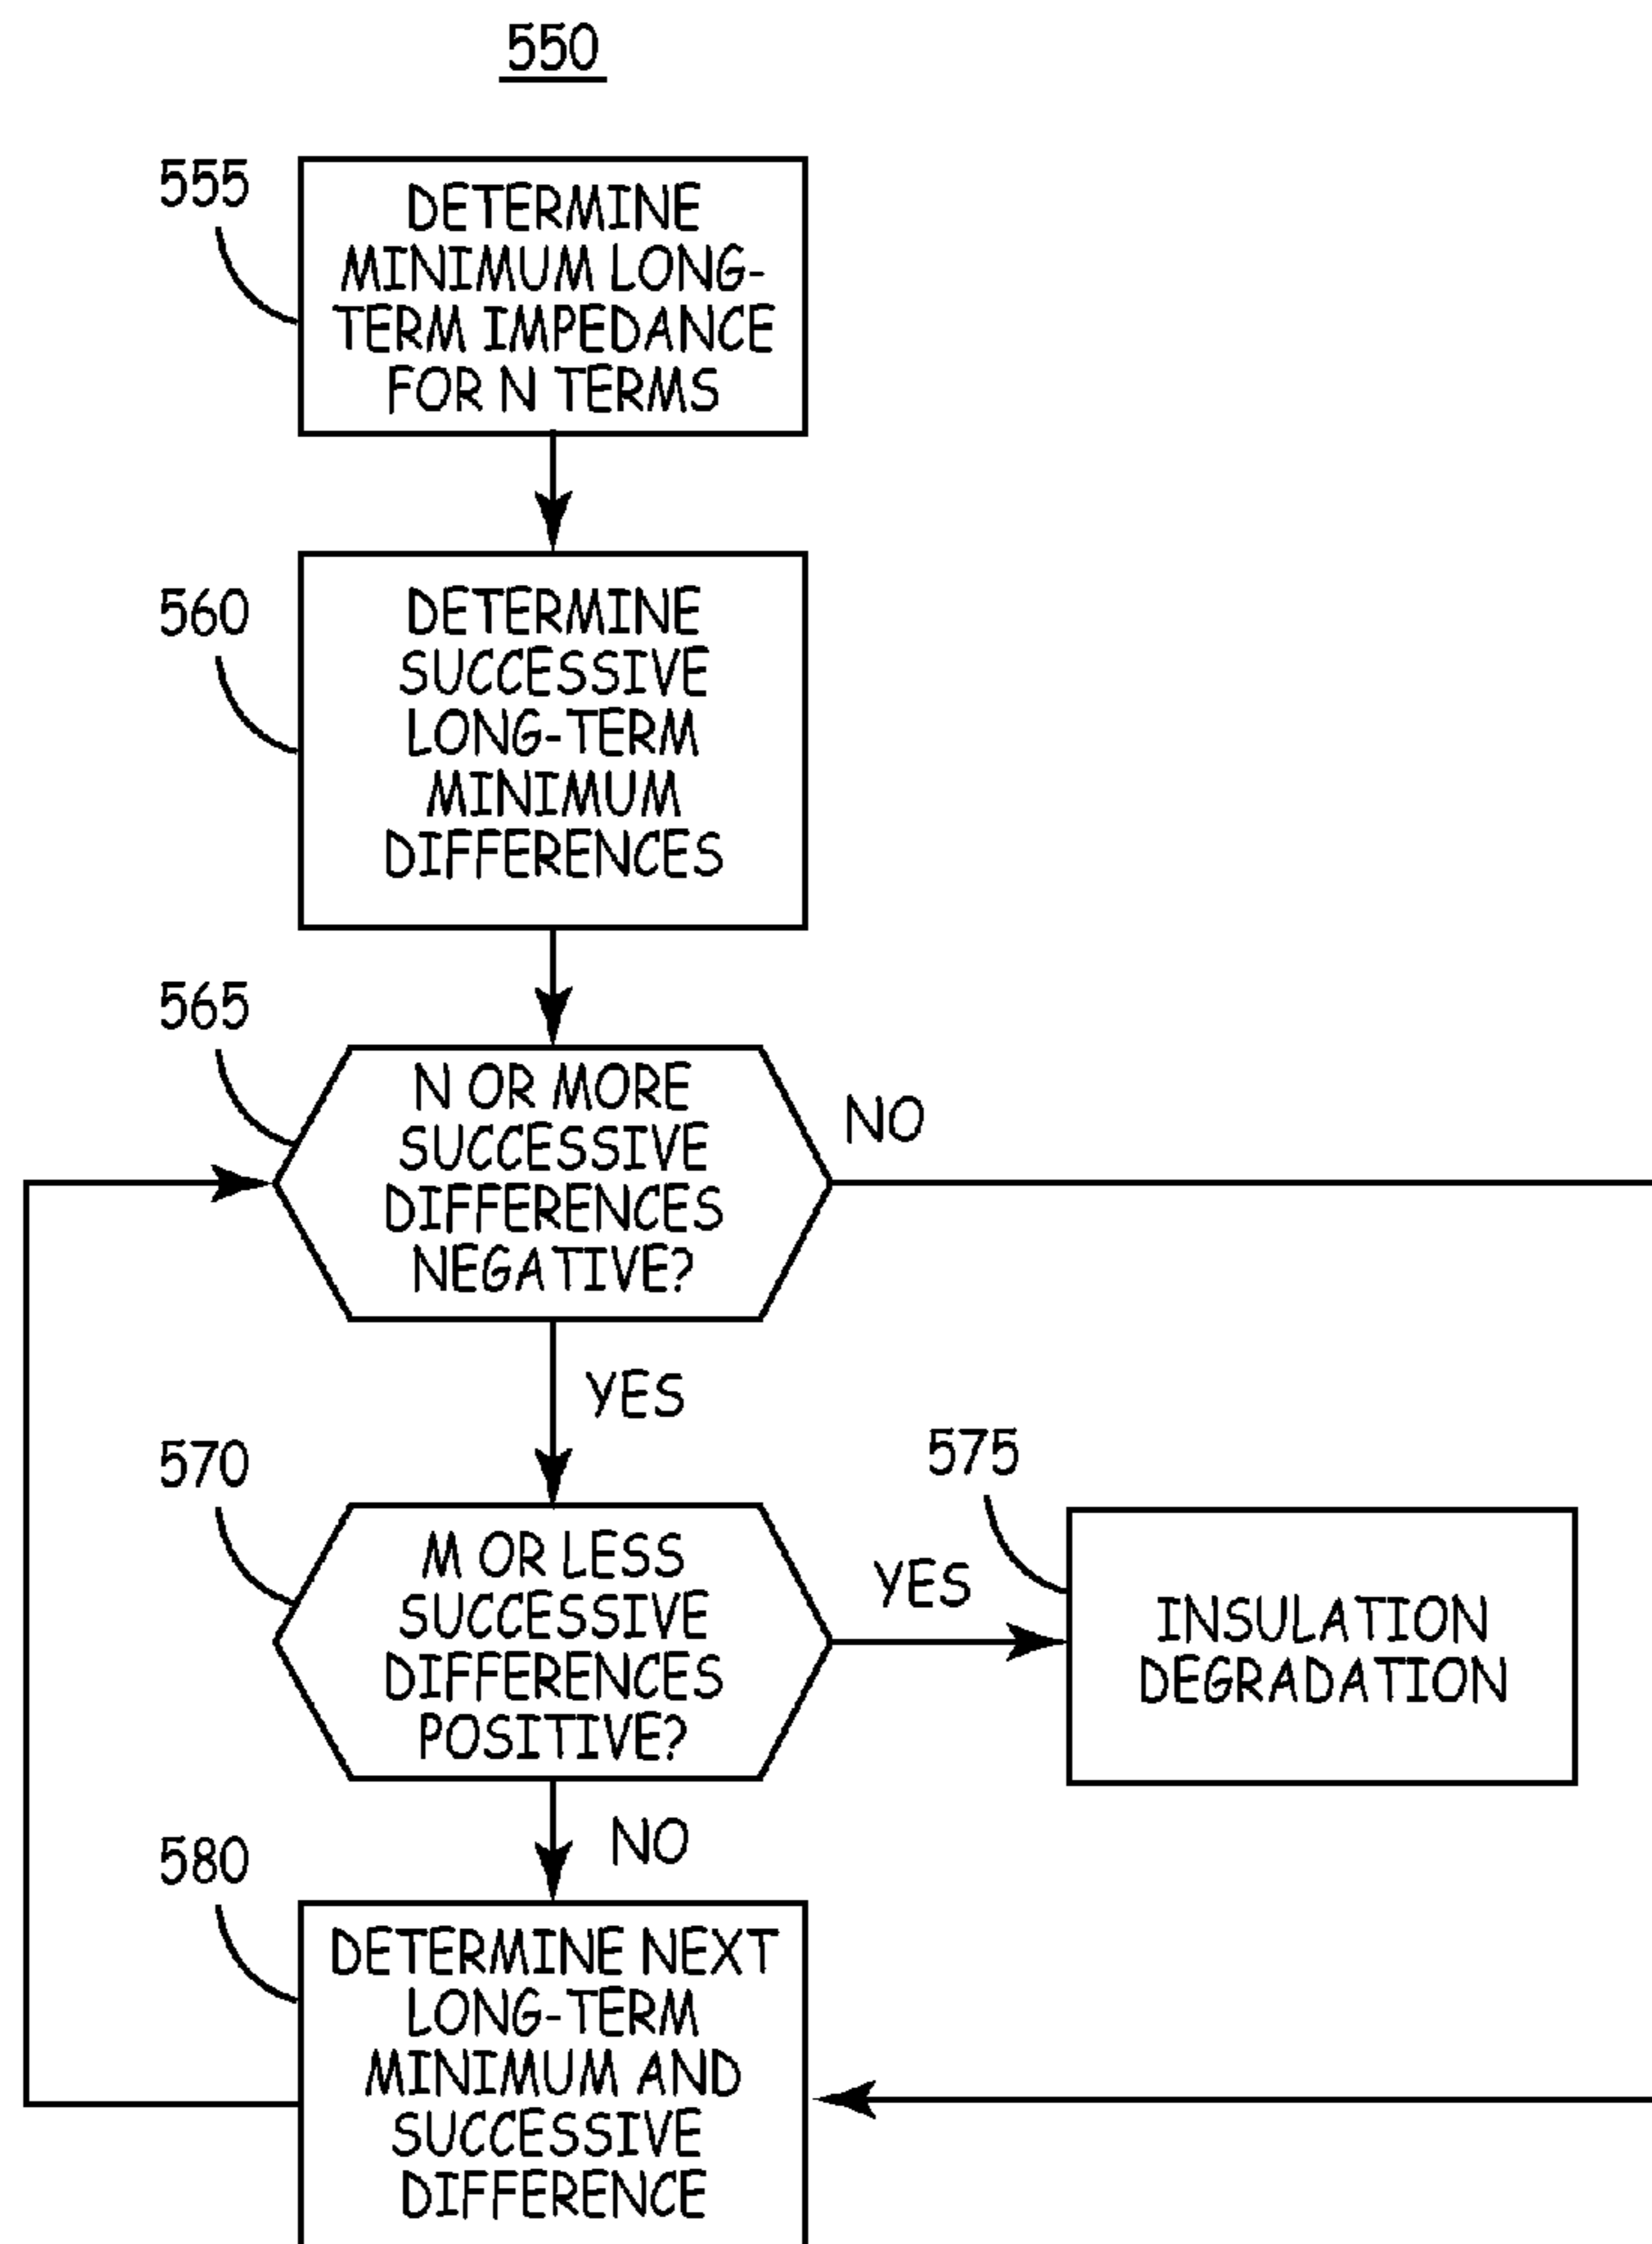 550
555
DETERMINE
MINIMUM LONG-
TERM IMPEDANCE
FOR N TERMS
560
DETERMINE
SUCCESSIVE
LONG-TERM
MINIMUM
DIFFERENCES
565
N OR MORE
SUCCESSIVE
DIFFERENCES
NEGATIVE?
NO
YES
570
M OR LESS
SUCCESSIVE
DIFFERENCES
POSITIVE?
YES
575
INSULATION
DEGRADATION
NO
580
DETERMINE NEXT
LONG-TERM
MINIMUM AND
SUCCESSIVE
DIFFERENCE